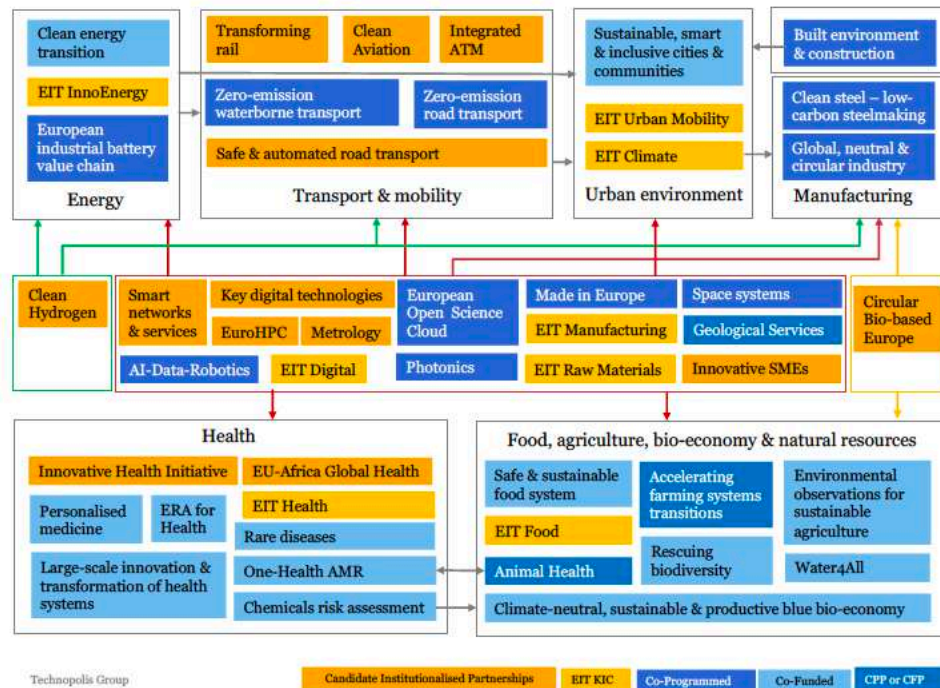 Clean energy
transition
EIT InnoEnergy
European
industrial battery
value chain
Energy
Transforming
rail
Clean
Aviation
Integrated
ATM
Zero-emission
waterborne transport
Zero-emission
road transport
Safe & automated road transport
Transport & mobility
Sustainable, smart
& inclusive cities &
communities
EIT Urban Mobility
EIT Climate
Urban environment
Built environment
& construction
Clean steel – low-
carbon steelmaking
Global, neutral &
circular industry
Manufacturing
Clean
Hydrogen
Smart
networks
& services
Key digital technologies
EuroHPC
Metrology
AI-Data-Robotics
EIT Digital
European
Open Science
Cloud
Photonics
Made in Europe
EIT Manufacturing
EIT Raw Materials
Space systems
Geological Services
Innovative SMEs
Circular
Bio-based
Europe
Health
Innovative Health Initiative
EU-Africa Global Health
Personalised
medicine
ERA for
Health
EIT Health
Rare diseases
Large-scale innovation &
transformation of health
systems
One-Health AMR
Chemicals risk assessment
Food, agriculture, bio-economy & natural resources
Safe & sustainable
food system
EIT Food
Animal Health
Accelerating
farming systems
transitions
Rescuing
biodiversity
Environmental
observations for
sustainable
agriculture
Water4All
Climate-neutral, sustainable & productive blue bio-economy
Technopolis Group
Candidate Institutionalised Partnerships
EIT KIC
Co-Programmed
Co-Funded
CPP or CFP